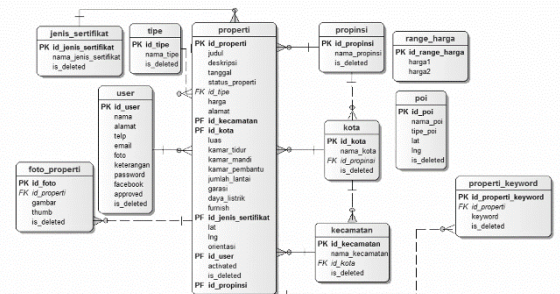 jenis_sertifikat
PK id_jenis_sertifikat
nama_jenis_sertifikat
is_deleted
tipe
PK id_tipe
nama_tipe
is_deleted
properti
PK id_properti
judul
deskripsi
tanggal
status_properti
FK id_tipe
harga
alamat
PF id_kecamatan
PF id_kota
luas
kamar_tidur
kamar_mandi
kamar_pembantu
jumlah_lantai
garasi
daya_listrik
furnish
PF id_jenis_sertifikat
lat
lng
orientasi
PF id_user
activated
is_deleted
PF id_propinsi
propinsi
PK id_propinsi
nama_propinsi
is_deleted
range_harga
PK id_range_harga
harga1
harga2
user
PK id_user
nama
alamat
telp
email
foto
keterangan
password
facebook
approved
is_deleted
poi
PK id_poi
nama_poi
tipe_poi
lat
lng
is_deleted
kota
PK id_kota
nama_kota
FK id_propinsi
is_deleted
foto_properti
PK id_foto
FK id_properti
gambar
thumb
is_deleted
properti_keyword
PK id_properti_keyword
FK id_properti
keyword
is_deleted
kecamatan
PK id_kecamatan
nama_kecamatan
FK id_kota
is_deleted